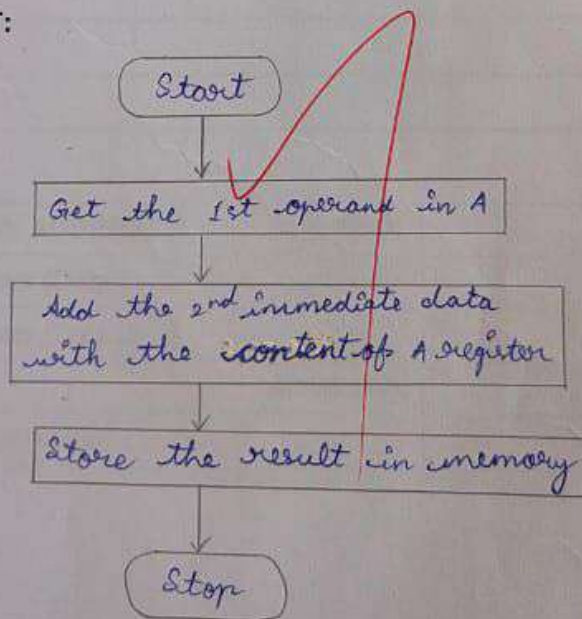 :
Start
Get the 1st operand in A
Add the 2nd immediate data
with the content of A register
Store the result in memory
Stop